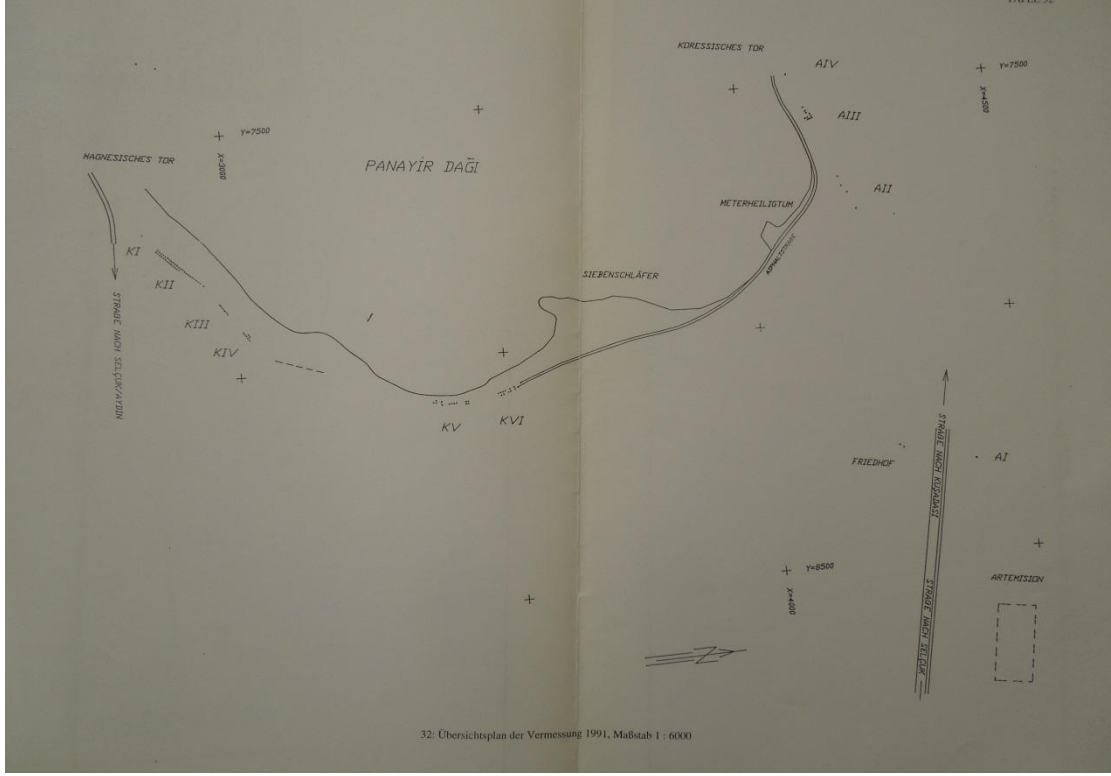 TAFEL 32
KORESSISCHES TOR
AIV
Y=7500
X=4500
AIII
Y=7500
X=3000
MAGNESISCHES TOR
PANAYİR DAĞI
AII
METERHEILIGTUM
KI
ASPHALTSTRAßE
KII
SIEBENSCHLÄFER
STRAßE NACH SELÇUK/AYDIN
KIII
KIV
KV
KVI
STRAßE NACH KUŞADASI
FRIEDHOF
AI
Y=8500
X=4000
ARTEMISION
STRAßE NACH SELÇUK
N
32: Übersichtsplan der Vermessung 1991, Maßstab 1 : 6000